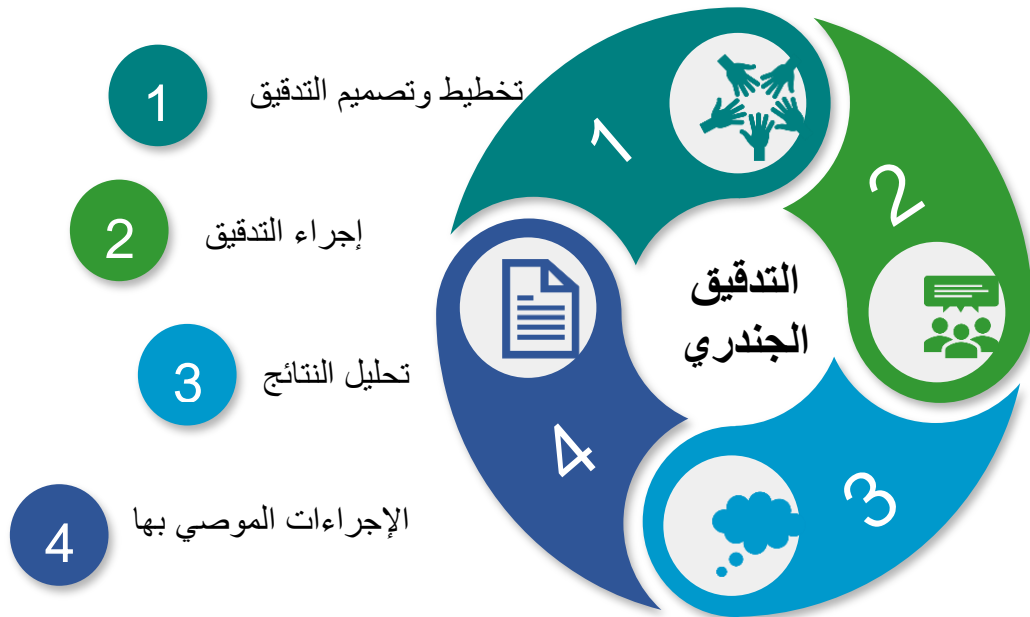 1 تخطيط وتصميم التدقيق
2 إجراء التدقيق
3 تحليل النتائج
4 الإجراءات الموصي بها
التدقيق
الجندري
1
2
3
4